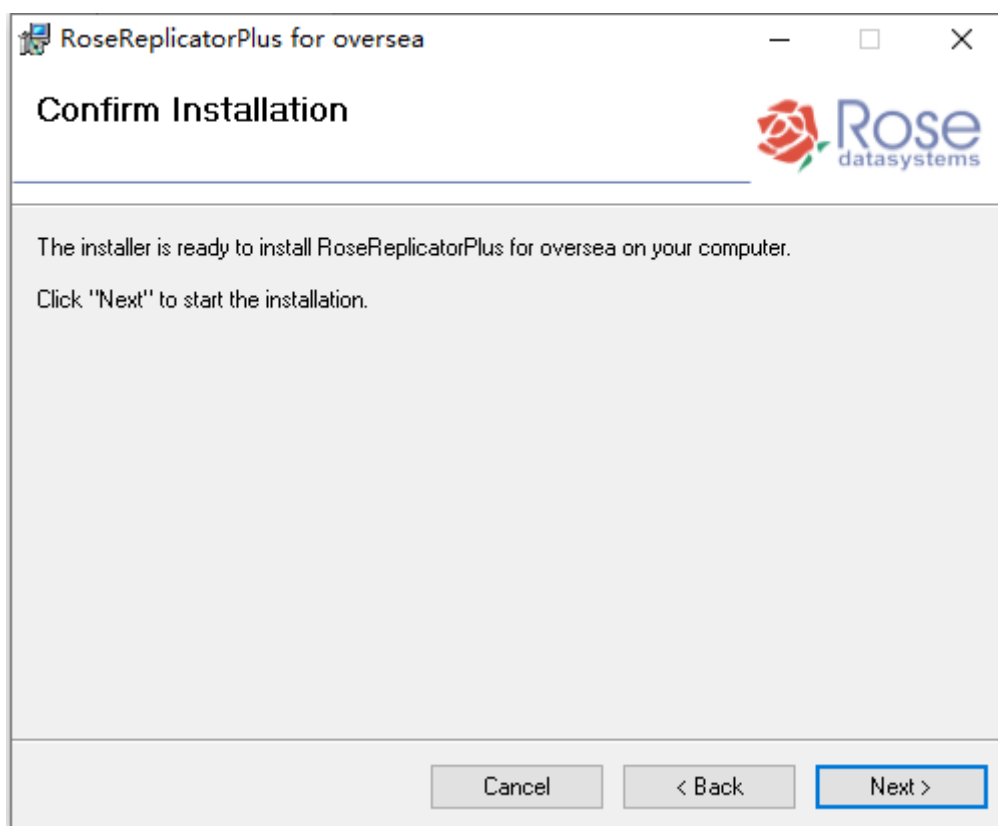 RoseReplicatorPlus for oversea
Confirm Installation
Rose
datasystems
The installer is ready to install RoseReplicatorPlus for oversea on your computer.
Click "Next" to start the installation.
Cancel
< Back
Next >